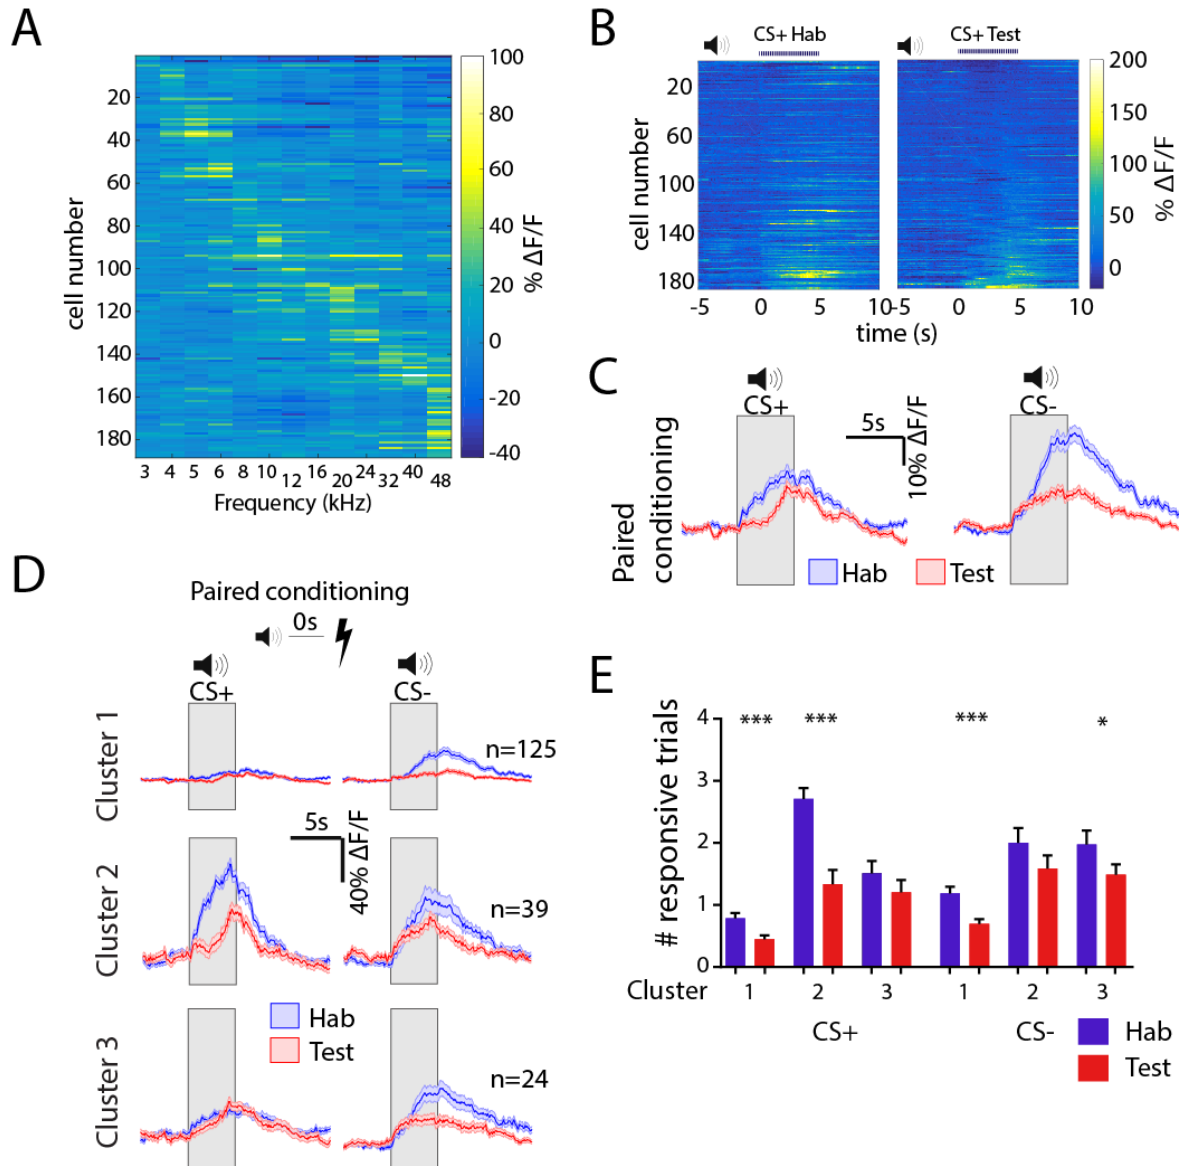 A
100
80
60
40
20
0
-20
-40
% ΔF/F
20
40
60
80
100
120
140
160
180
cell number
3 4 5 6 8 10 12 16 20 24 32 40 48
Frequency (kHz)
B
CS+ Hab
CS+ Test
20
60
100
140
180
cell number
-5 0 5 10
-5 0 5 10
time (s)
200
150
100
50
0
% ΔF/F
C
Paired conditioning
CS+
5s
10% ΔF/F
CS-
Hab
Test
D
Paired conditioning
0s
CS+
CS-
Cluster 1
n=125
5s
40% ΔF/F
Cluster 2
n=39
Hab
Test
Cluster 3
n=24
E
# responsive trials
4
3
2
1
0
*** *** *** *
Cluster 1 2 3 1 2 3
CS+ CS-
Hab
Test